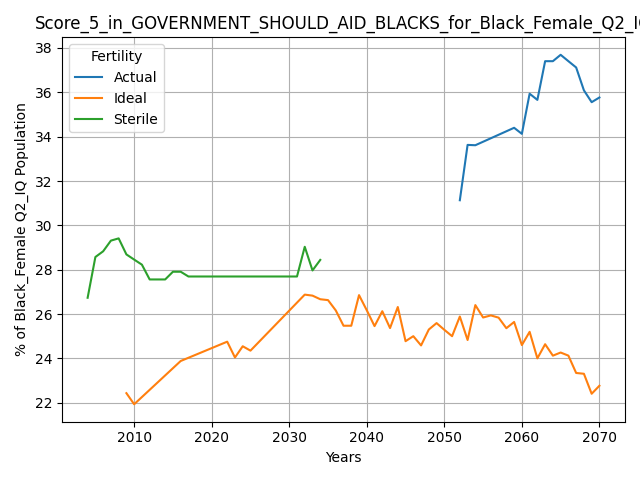 Score_5_in_GOVERNMENT_SHOULD_AID_BLACKS_for_Black_Female_Q2_IQ
Fertility
Actual
Ideal
Sterile
% of Black_Female Q2_IQ Population
38
36
34
32
30
28
26
24
22
2010 2020 2030 2040 2050 2060 2070
Years